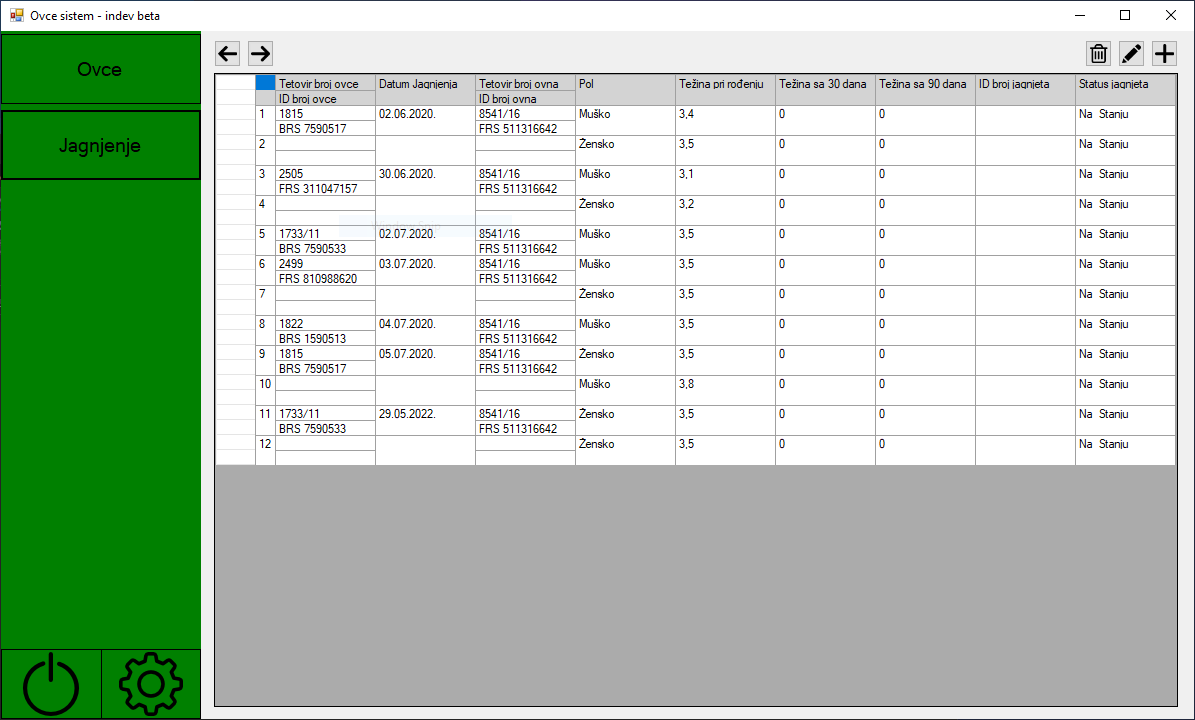 Ovce sistem - indev beta
Ovce
Jagnjenje
Tetovir broj ovce Datum Jagnjenja Tetovir broj ovna Pol Težina pri rođenju Težina sa 30 dana Težina sa 90 dana ID broj jagnjeta Status jagnjeta
ID broj ovce ID broj ovna
1 1815 02.06.2020. 8541/16 Muško 3,4 0 0 Na Stanju
BRS 7590517 FRS 511316642
2 Žensko 3,5 0 0 Na Stanju
3 2505 30.06.2020. 8541/16 Muško 3,1 0 0 Na Stanju
FRS 311047157 FRS 511316642
4 Žensko 3,2 0 0 Na Stanju
5 1733/11 02.07.2020. 8541/16 Muško 3,5 0 0 Na Stanju
BRS 7590533 FRS 511316642
6 2499 03.07.2020. 8541/16 Muško 3,5 0 0 Na Stanju
FRS 810988620 FRS 511316642
7 Žensko 3,5 0 0 Na Stanju
8 1822 04.07.2020. 8541/16 Muško 3,5 0 0 Na Stanju
BRS 1590513 FRS 511316642
9 1815 05.07.2020. 8541/16 Žensko 3,5 0 0 Na Stanju
BRS 7590517 FRS 511316642
10 Muško 3,8 0 0 Na Stanju
11 1733/11 29.05.2022. 8541/16 Žensko 3,5 0 0 Na Stanju
BRS 7590533 FRS 511316642
12 Žensko 3,5 0 0 Na Stanju